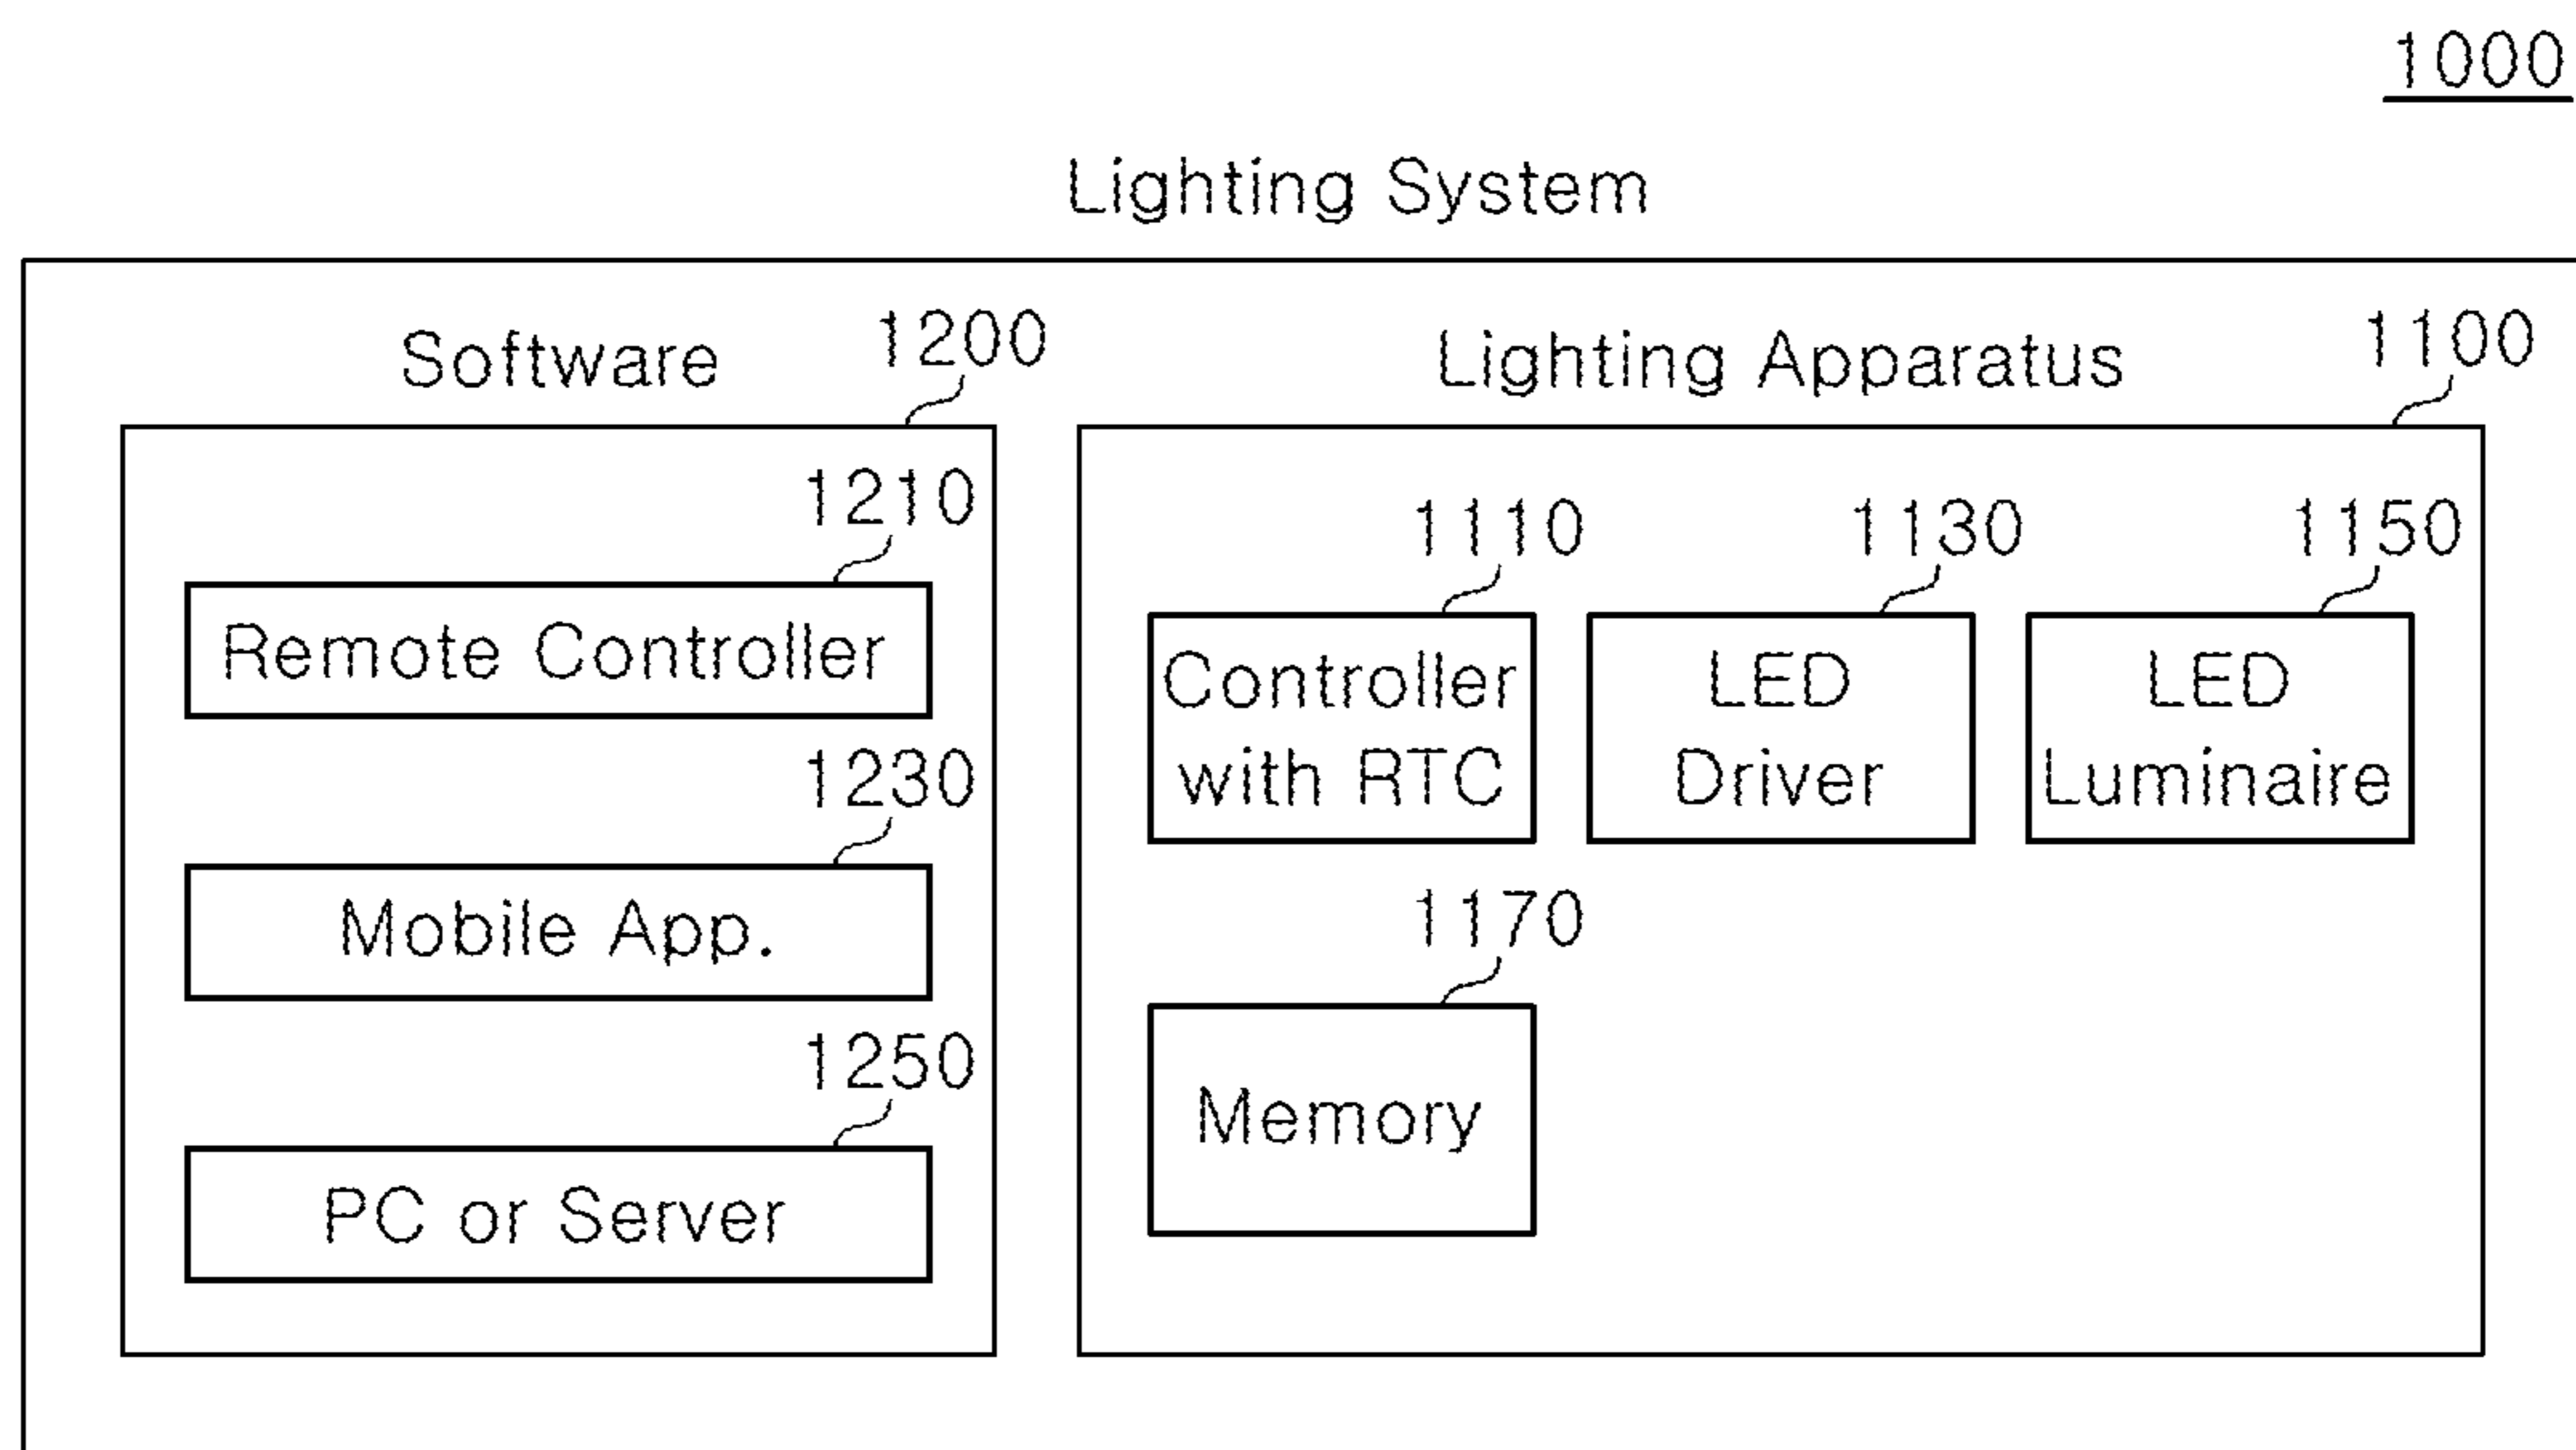 1000
Lighting System
Software
1200
Lighting Apparatus
1100
1210
Remote Controller
1230
Mobile App.
1250
PC or Server
1110
Controller
with RTC
1130
LED
Driver
1150
LED
Luminaire
1170
Memory